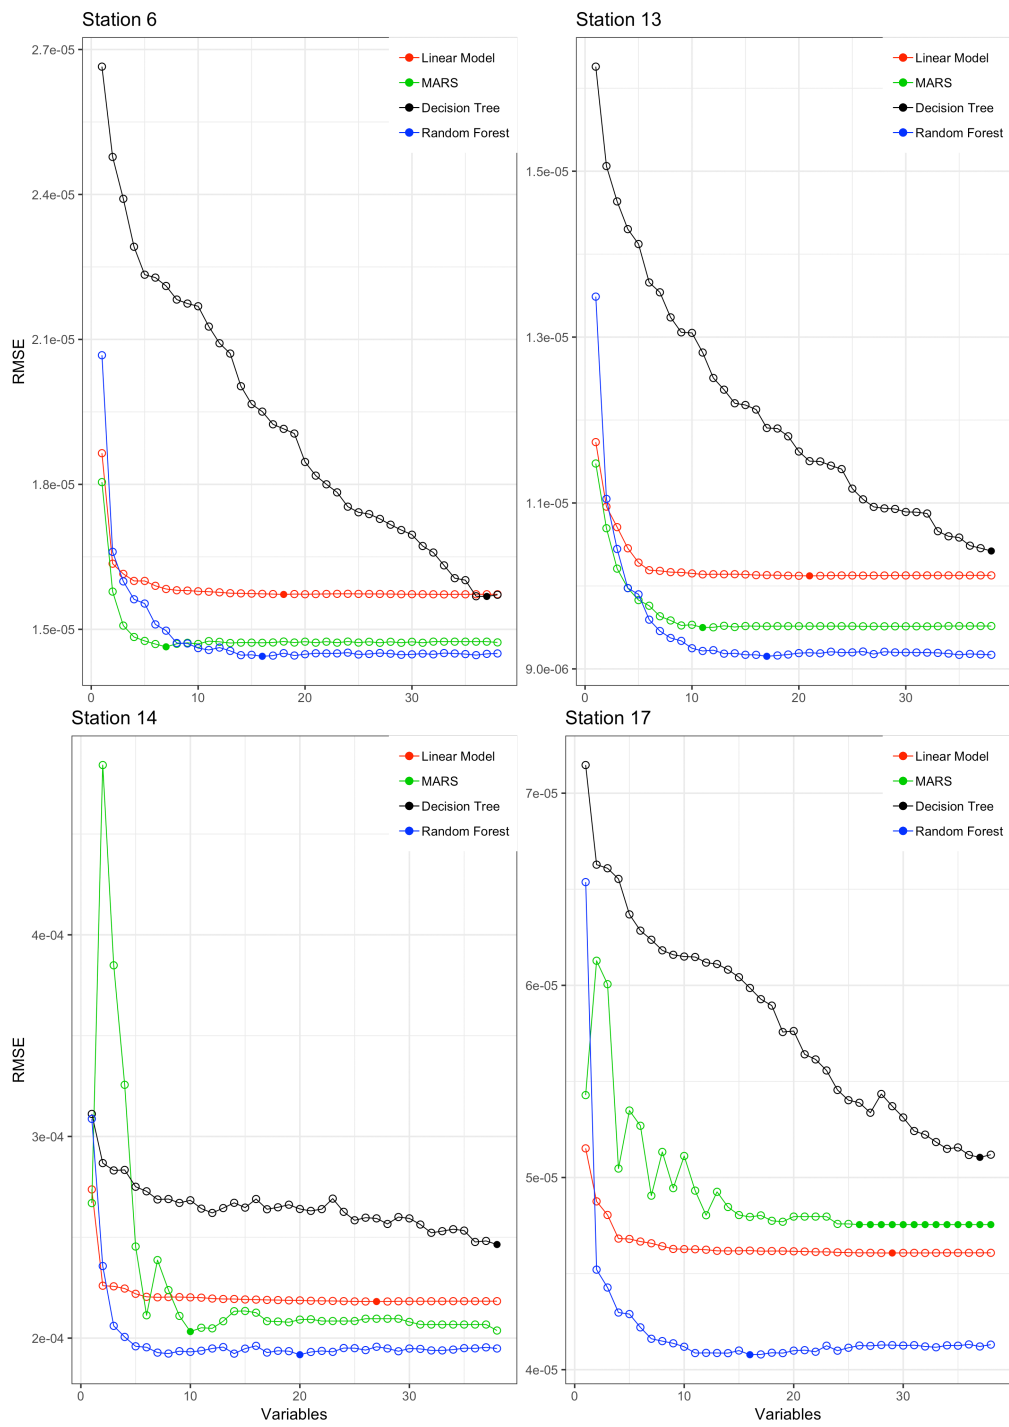 Station 6
Station 13
Linear Model
MARS
Decision Tree
Random Forest
Linear Model
MARS
Decision Tree
Random Forest
2.7e-05
2.4e-05
2.1e-05
1.8e-05
1.5e-05
RMSE
0
10
20
30
1.5e-05
1.3e-05
1.1e-05
9.0e-06
0
10
20
30
Station 14
Station 17
Linear Model
MARS
Decision Tree
Random Forest
Linear Model
MARS
Decision Tree
Random Forest
4e-04
3e-04
2e-04
RMSE
0
10
20
30
Variables
7e-05
6e-05
5e-05
4e-05
0
10
20
30
Variables